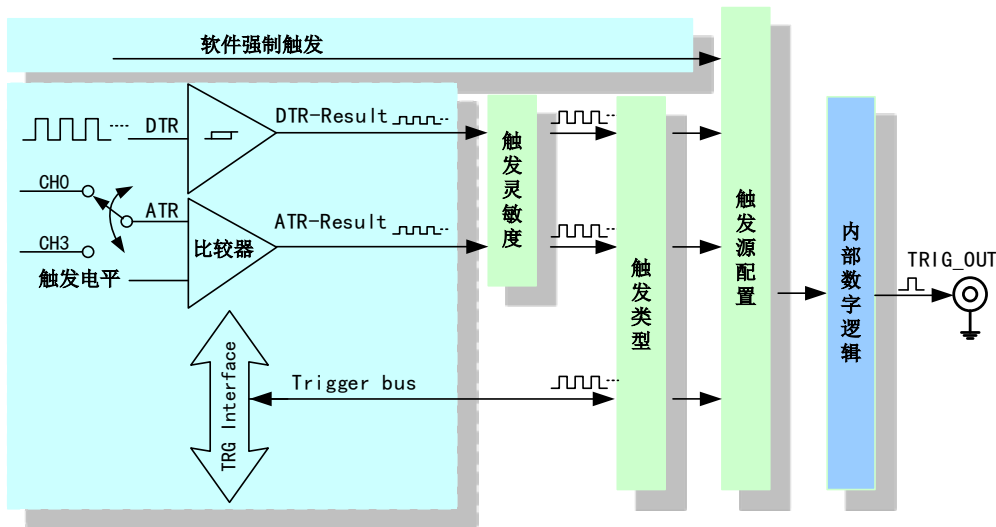 软件强制触发
DTR
DTR-Result
CH0
ATR
ATR-Result
CH3
比较器
触发电平
TRG Interface
Trigger bus
触发灵敏度
触发类型
触发源配置
内部数字逻辑
TRIG_OUT